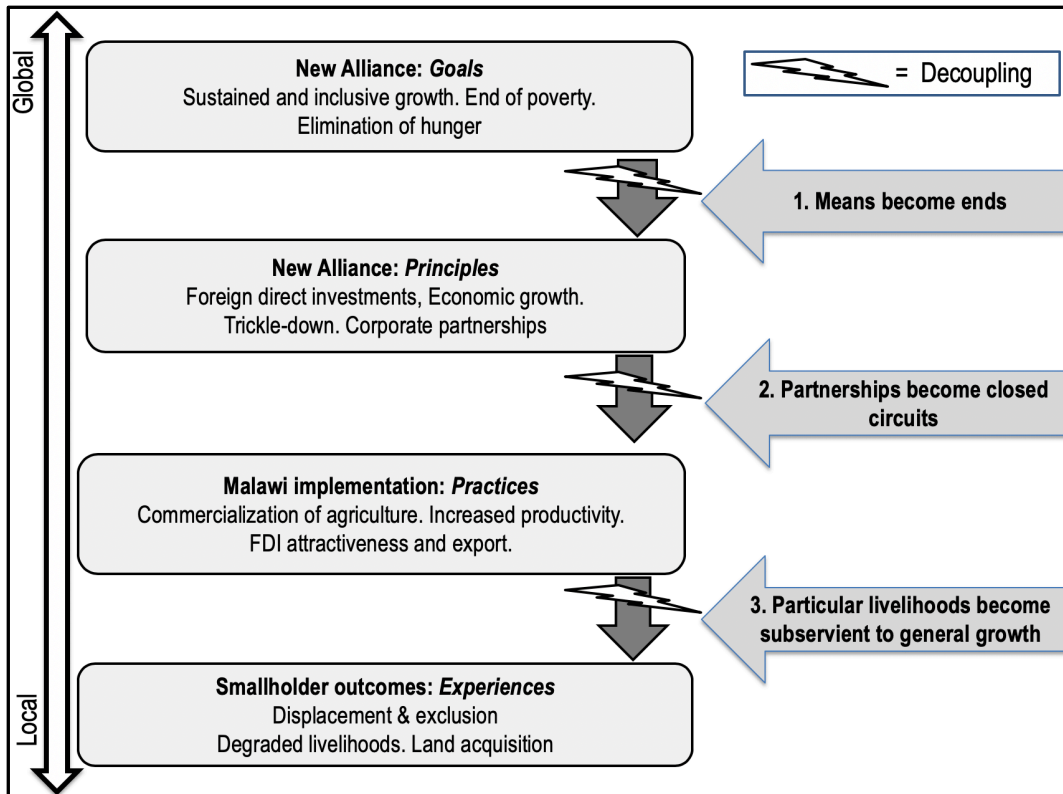 Global
New Alliance: Goals
Sustained and inclusive growth. End of poverty.
Elimination of hunger
= Decoupling
1. Means become ends
New Alliance: Principles
Foreign direct investments, Economic growth.
Trickle-down. Corporate partnerships
2. Partnerships become closed
circuits
Malawi implementation: Practices
Commercialization of agriculture. Increased productivity.
FDI attractiveness and export.
3. Particular livelihoods become
subservient to general growth
Smallholder outcomes: Experiences
Displacement & exclusion
Degraded livelihoods. Land acquisition
Local